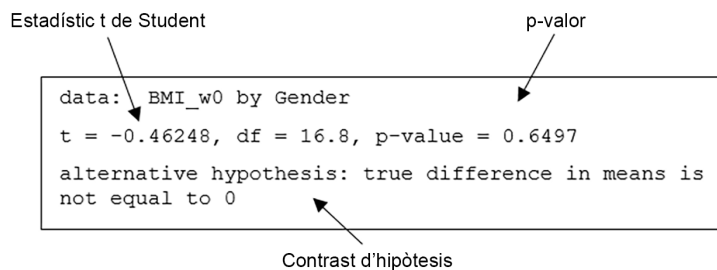 Estadístic t de Student
p-valor
data:  BMI_w0 by Gender
t = -0.46248, df = 16.8, p-value = 0.6497
alternative hypothesis: true difference in means is
not equal to 0
Contrast d'hipòtesis